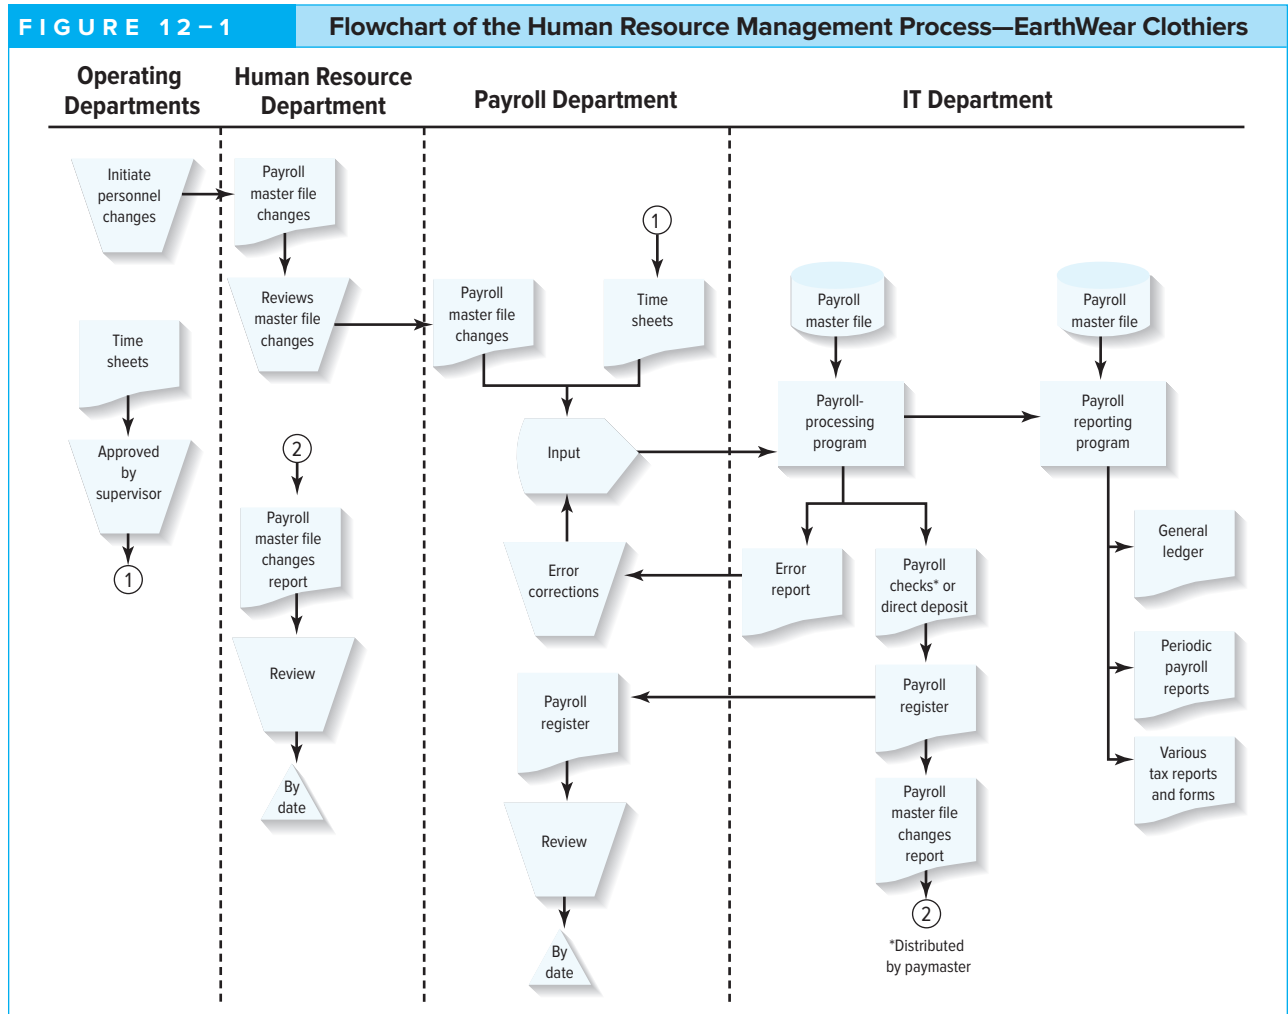 FIGURE 12–1
Flowchart of the Human Resource Management Process—EarthWear Clothiers
Operating
Departments
Human Resource
Department
Payroll Department
IT Department
Initiate
personnel
changes
Time
sheets
Approved
by
supervisor
1
Payroll
master file
changes
Reviews
master file
changes
2
Payroll
master file
changes
report
Review
By
date
Payroll
master file
changes
1
Time
sheets
Input
Error
corrections
Payroll
register
Review
By
date
Payroll
master file
Payroll-
processing
program
Error
report
Payroll
checks* or
direct deposit
Payroll
register
Payroll
master file
changes
report
2
*Distributed
by paymaster
Payroll
master file
Payroll
reporting
program
General
ledger
Periodic
payroll
reports
Various
tax reports
and forms